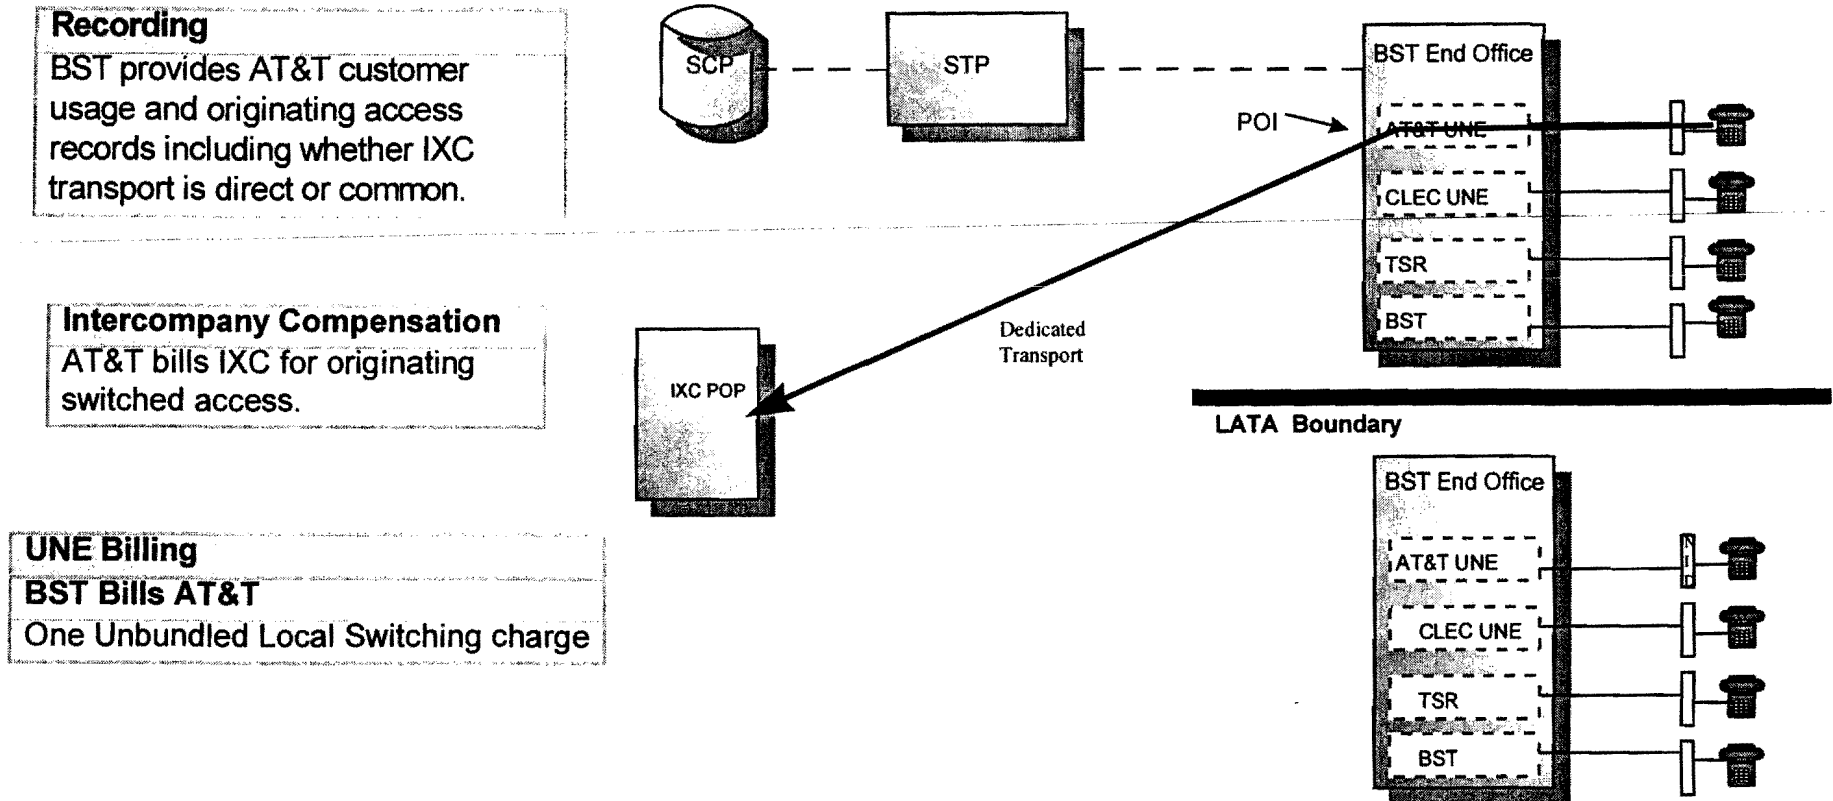 Recording
BST provides AT&T customer
usage and originating access
records including whether IXC
transport is direct or common.
Intercompany Compensation
AT&T bills IXC for originating
switched access.
UNE Billing
BST Bills AT&T
One Unbundled Local Switching charge
SCP
STP
BST End Office
POI
AT&T UNE
CLEC UNE
TSR
BST
Dedicated
Transport
IXC POP
LATA Boundary
BST End Office
AT&T UNE
NID
CLEC UNE
TSR
BST